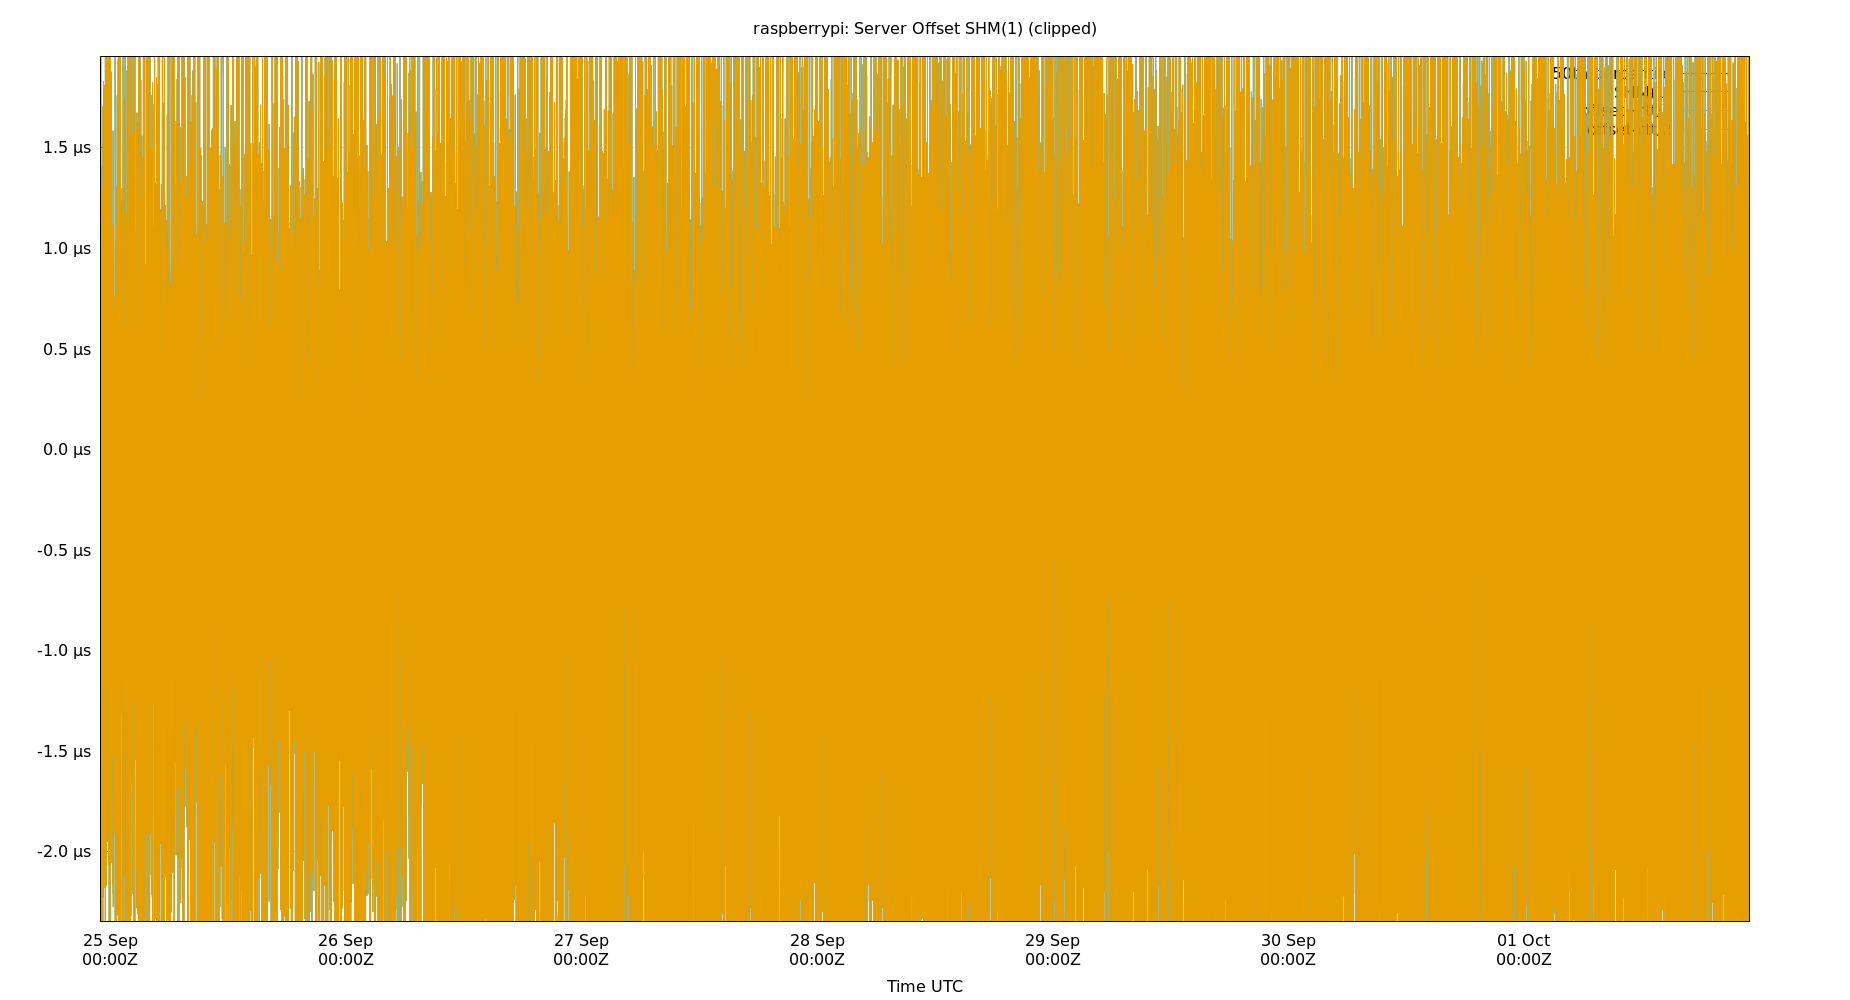 raspberrypi: Server Offset SHM(1) (clipped)
1.5 µs
1.0 µs
0.5 µs
0.0 µs
-0.5 µs
-1.0 µs
-1.5 µs
-2.0 µs
25 Sep 26 Sep 27 Sep 28 Sep 29 Sep 30 Sep 01 Oct
00:00Z 00:00Z 00:00Z 00:00Z 00:00Z 00:00Z 00:00Z
Time UTC